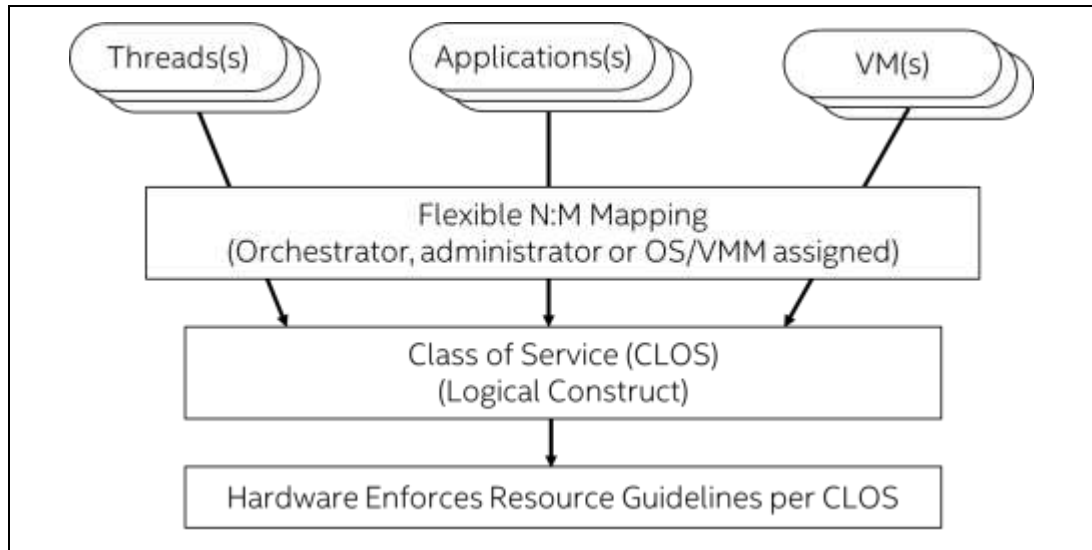 Threads(s)
Applications(s)
VM(s)
Flexible N:M Mapping
(Orchestrator, administrator or OS/VMM assigned)
Class of Service (CLOS)
(Logical Construct)
Hardware Enforces Resource Guidelines per CLOS